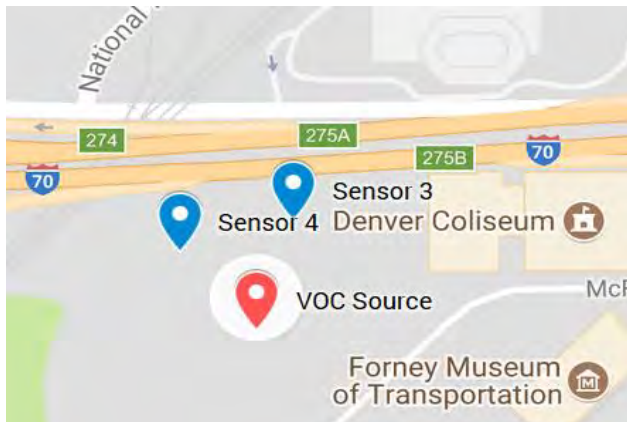 National
274
275A
275B
70
70
Sensor 3
Sensor 4
Denver Coliseum
VOC Source
McF
Forney Museum
of Transportation
M